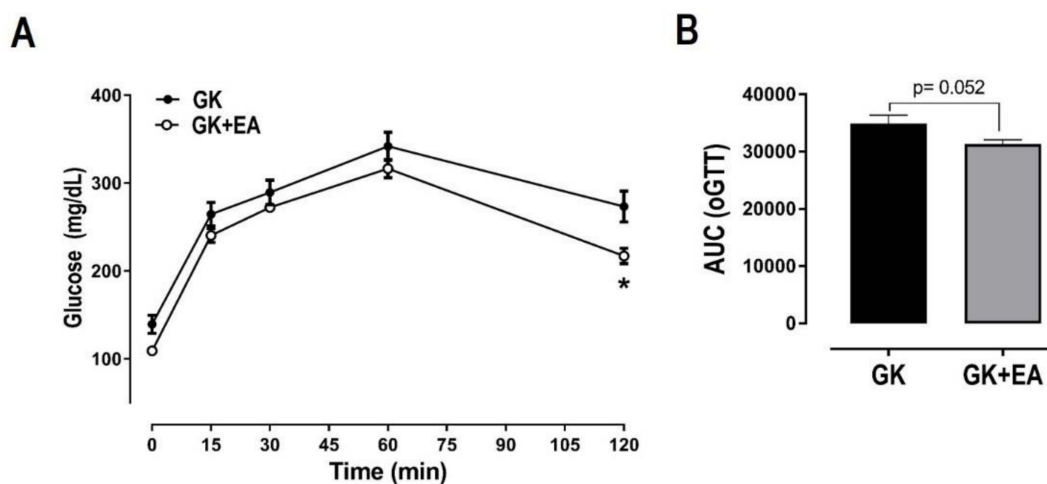 A
GK
GK+EA
Glucose (mg/dL)
400
300
200
100
*
0 15 30 45 60 75 90 105 120
Time (min)
B
p= 0.052
AUC (oGTT)
40000
30000
20000
10000
0
GK GK+EA